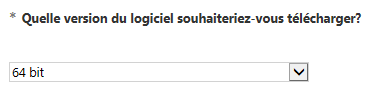 * Quelle version du logiciel souhaiteriez-vous télécharger?
64 bit